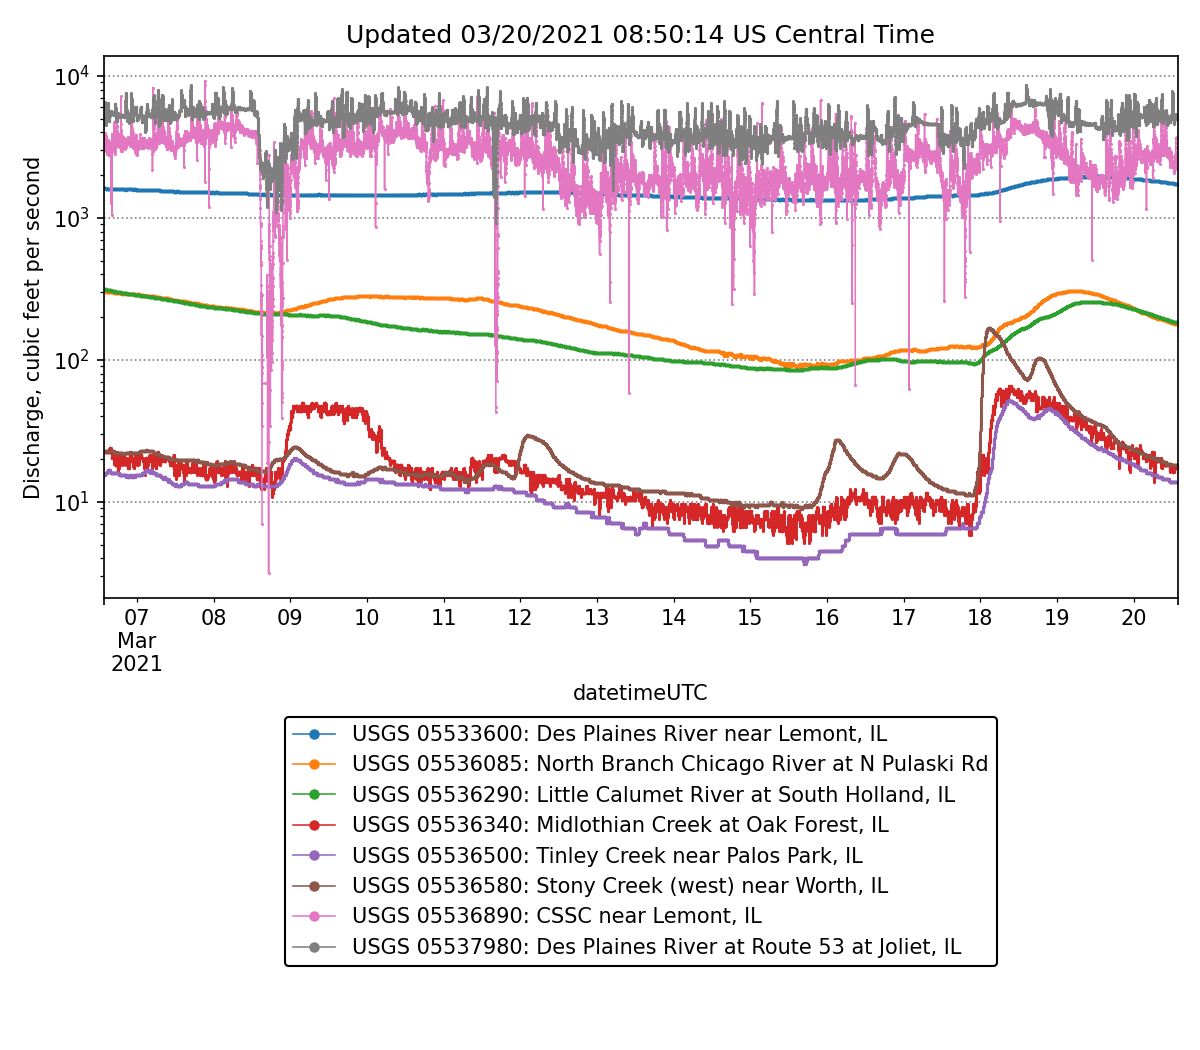 Updated 03/20/2021 08:50:14 US Central Time
Discharge, cubic feet per second
10⁴
10³
10²
10¹
07 08 09 10 11 12 13 14 15 16 17 18 19 20
Mar
2021
datetimeUTC
USGS 05533600: Des Plaines River near Lemont, IL
USGS 05536085: North Branch Chicago River at N Pulaski Rd
USGS 05536290: Little Calumet River at South Holland, IL
USGS 05536340: Midlothian Creek at Oak Forest, IL
USGS 05536500: Tinley Creek near Palos Park, IL
USGS 05536580: Stony Creek (west) near Worth, IL
USGS 05536890: CSSC near Lemont, IL
USGS 05537980: Des Plaines River at Route 53 at Joliet, IL